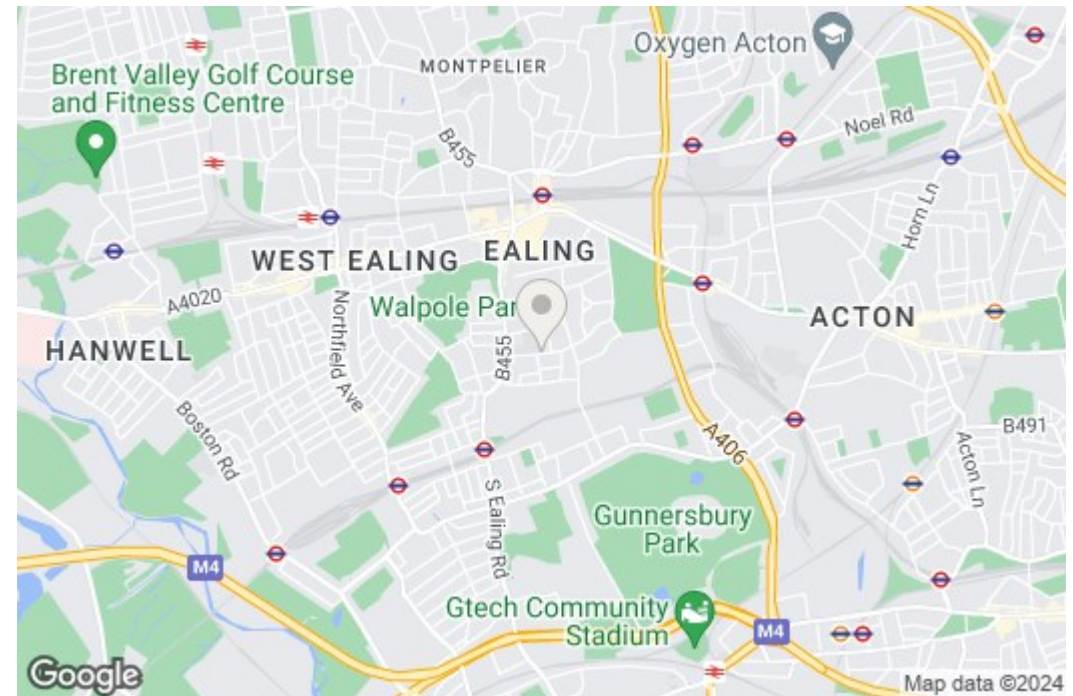 Oxygen Acton
MONTPELIER
Brent Valley Golf Course
and Fitness Centre
Noel Rd
B455
Horn Ln
WEST EALING
EALING
A4020
Walpole Par
ACTON
HANWELL
Northfield Ave
B455
Boston Rd
A406
B491
Acton Ln
S Ealing Rd
Gunnersbury
Park
M4
Gtech Community
Stadium
M4
Google
Map data ©2024